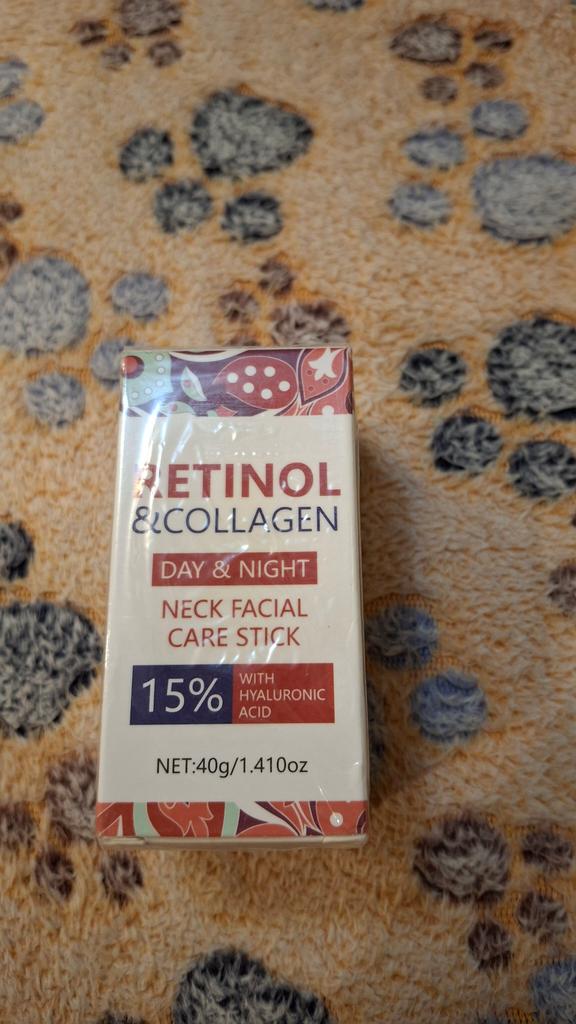 RETINOL
&COLLAGEN
DAY & NIGHT
NECK FACIAL
CARE STICK
15% WITH
HYALURONIC
ACID
NET:40g/1.410oz